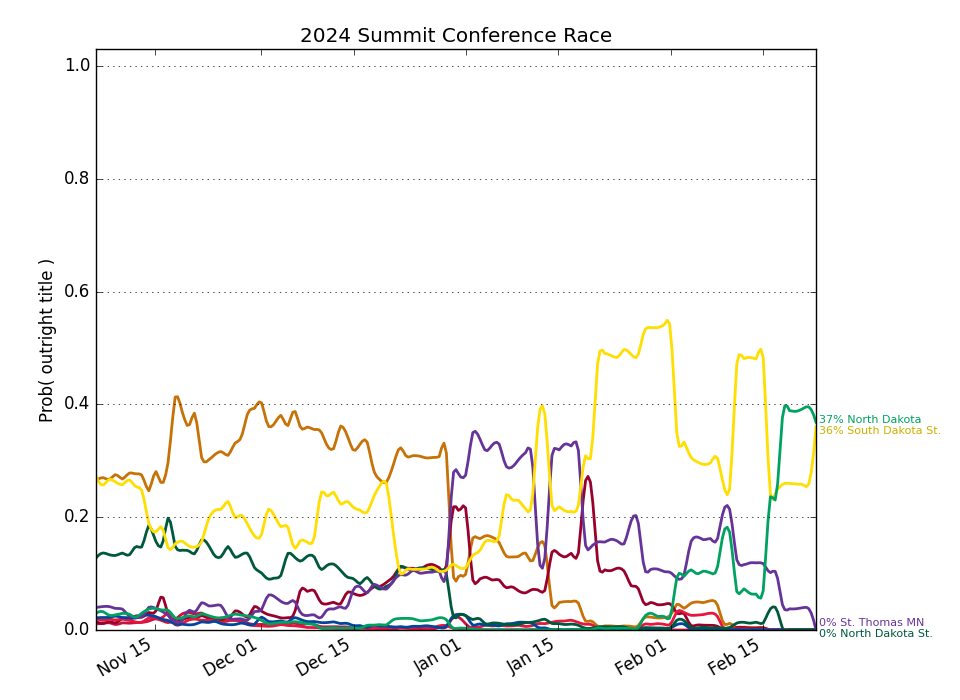 2024 Summit Conference Race
Prob( outright title )
1.0
0.8
0.6
0.4
0.2
0.0
37% North Dakota
36% South Dakota St.
0% St. Thomas MN
0% North Dakota St.
Nov 15
Dec 01
Dec 15
Jan 01
Jan 15
Feb 01
Feb 15